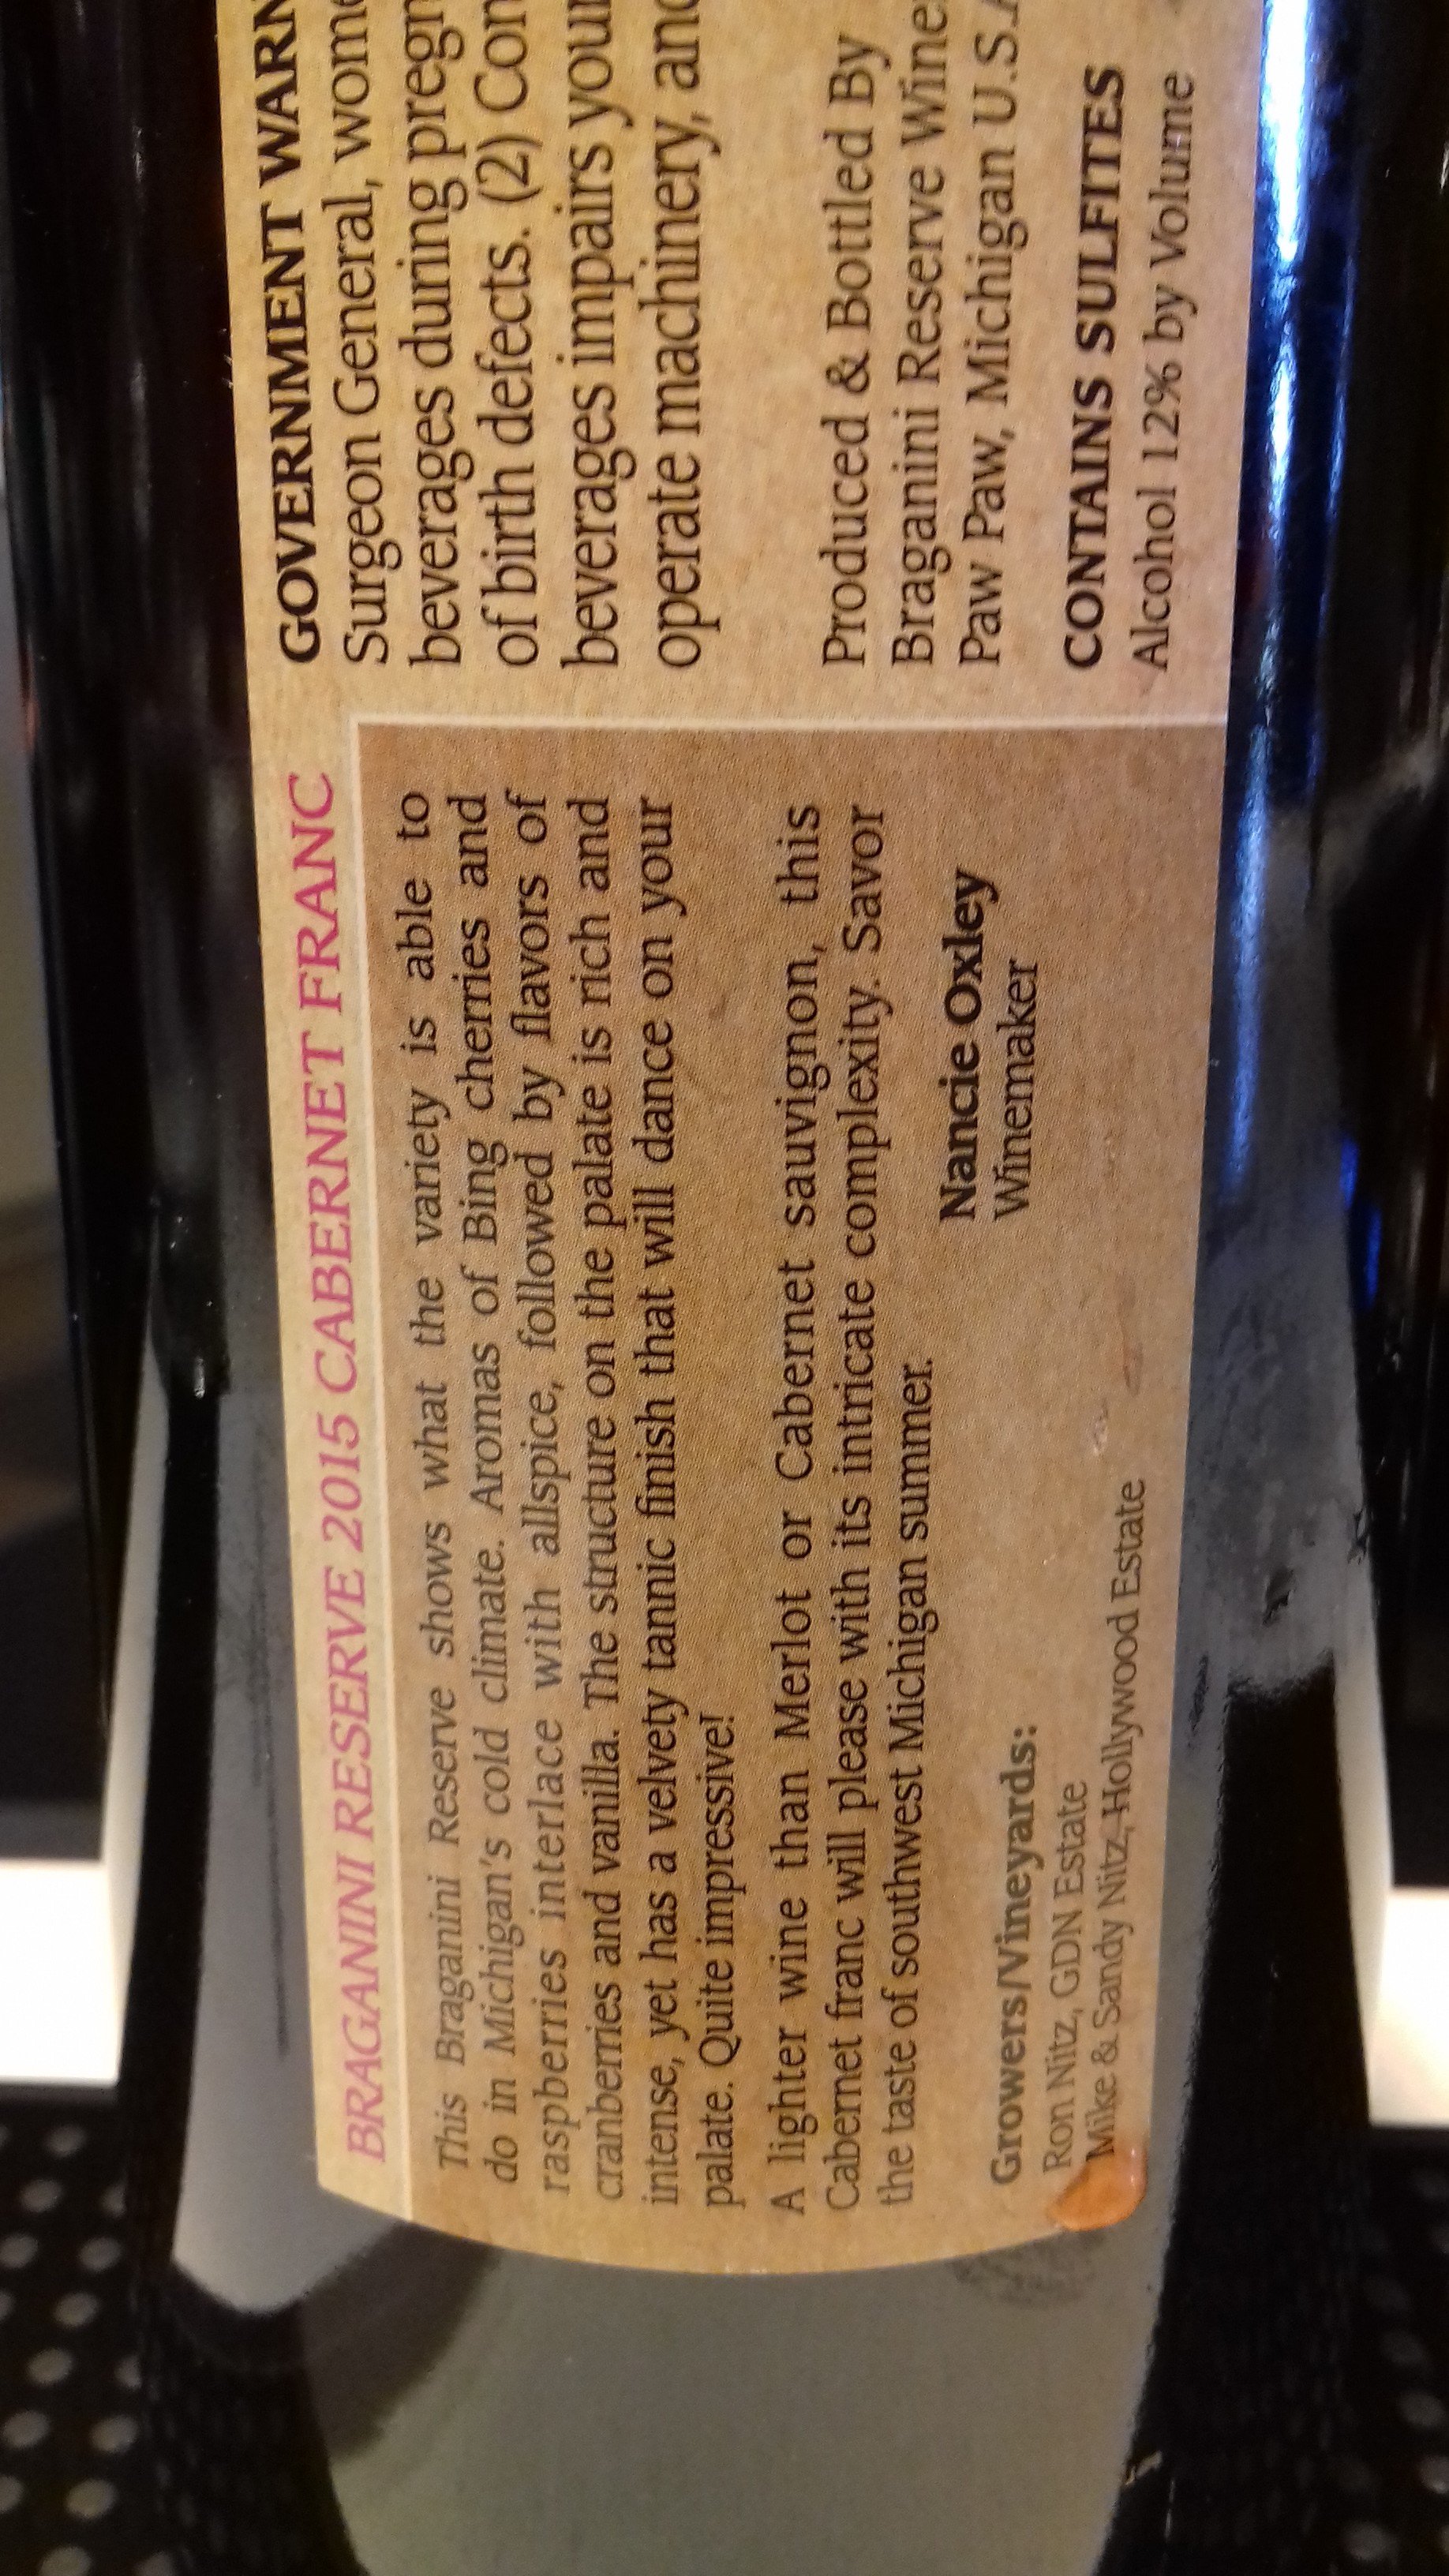 BRAGANINI RESERVE 2015 CABERNET FRANC
This Braganini Reserve shows what the variety is able to
do in Michigan's cold climate. Aromas of Bing cherries and
raspberries interlace with allspice, followed by flavors of
cranberries and vanilla. The structure on the palate is rich and
intense, yet has a velvety tannic finish that will dance on your
palate. Quite impressive!
A lighter wine than Merlot or Cabernet sauvignon, this
Cabernet franc will please with its intricate complexity. Savor
the taste of southwest Michigan summer.
Nancie Oxley
Winemaker
Growers/Vineyards:
Ron Nitz, GDN Estate
Mike & Sandy Nitz, Hollywood Estate
GOVERNMENT WARN
Surgeon General, wome
beverages during pregn
of birth defects. (2) Con
beverages impairs your
operate machinery, and
Produced & Bottled By
Braganini Reserve Wine
Paw Paw, Michigan U.S.A
CONTAINS SULFITES
Alcohol 12% by Volume